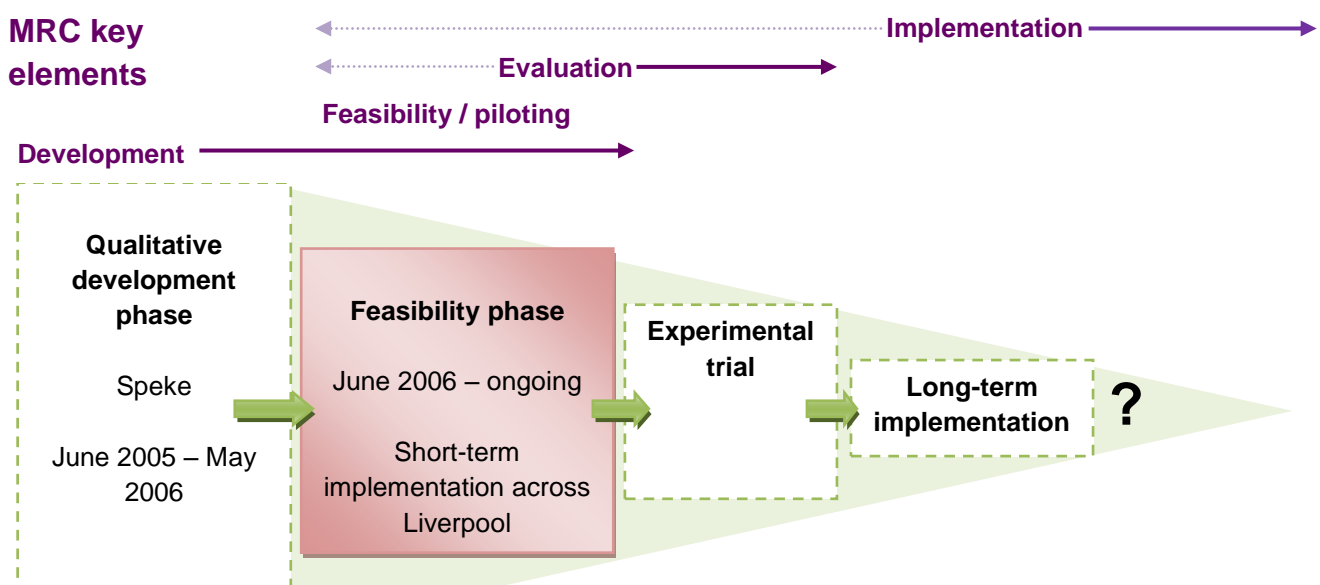 MRC key
elements
Implementation
Evaluation
Feasibility / piloting
Development
Qualitative
development
phase
Speke
June 2005 – May
2006
Feasibility phase
June 2006 – ongoing
Short-term
implementation across
Liverpool
Experimental
trial
Long-term
implementation
?